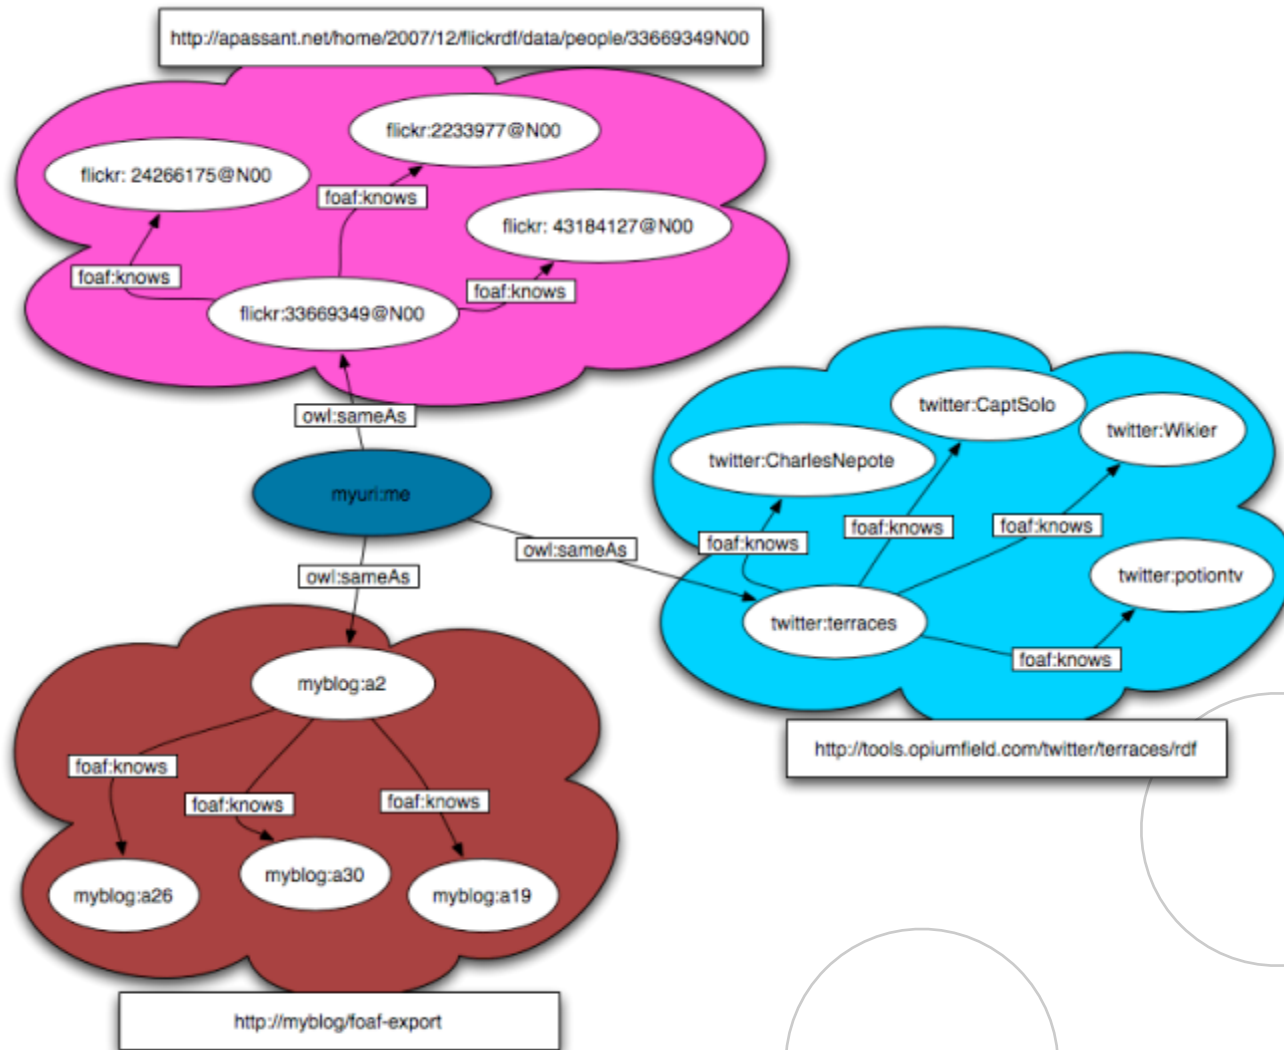 http://apassant.net/home/2007/12/flickrdf/data/people/33669349N00
flickr:2233977@N00
flickr: 24266175@N00
foaf:knows
flickr: 43184127@N00
foaf:knows
foaf:knows
flickr:33669349@N00
owl:sameAs
myuri:me
owl:sameAs
owl:sameAs
twitter:CaptSolo
twitter:Wikier
twitter:CharlesNepote
foaf:knows
foaf:knows
foaf:knows
twitter:potiontv
twitter:terraces
foaf:knows
http://tools.opiumfield.com/twitter/terraces/rdf
myblog:a2
foaf:knows
foaf:knows
foaf:knows
myblog:a26
myblog:a30
myblog:a19
http://myblog/foaf-export